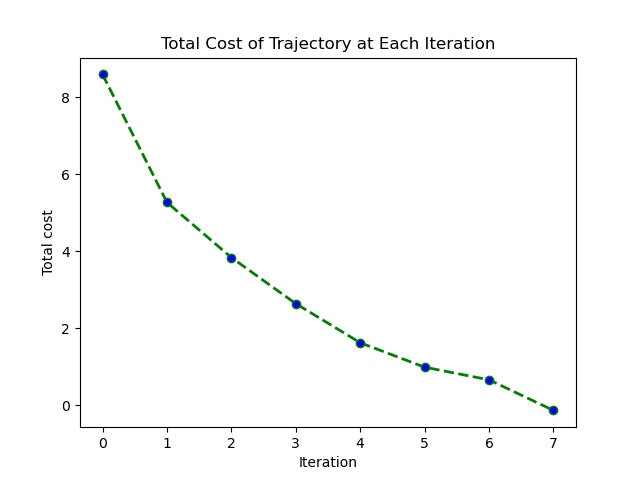 Total Cost of Trajectory at Each Iteration
8
6
4
2
0
Total cost
0 1 2 3 4 5 6 7
Iteration